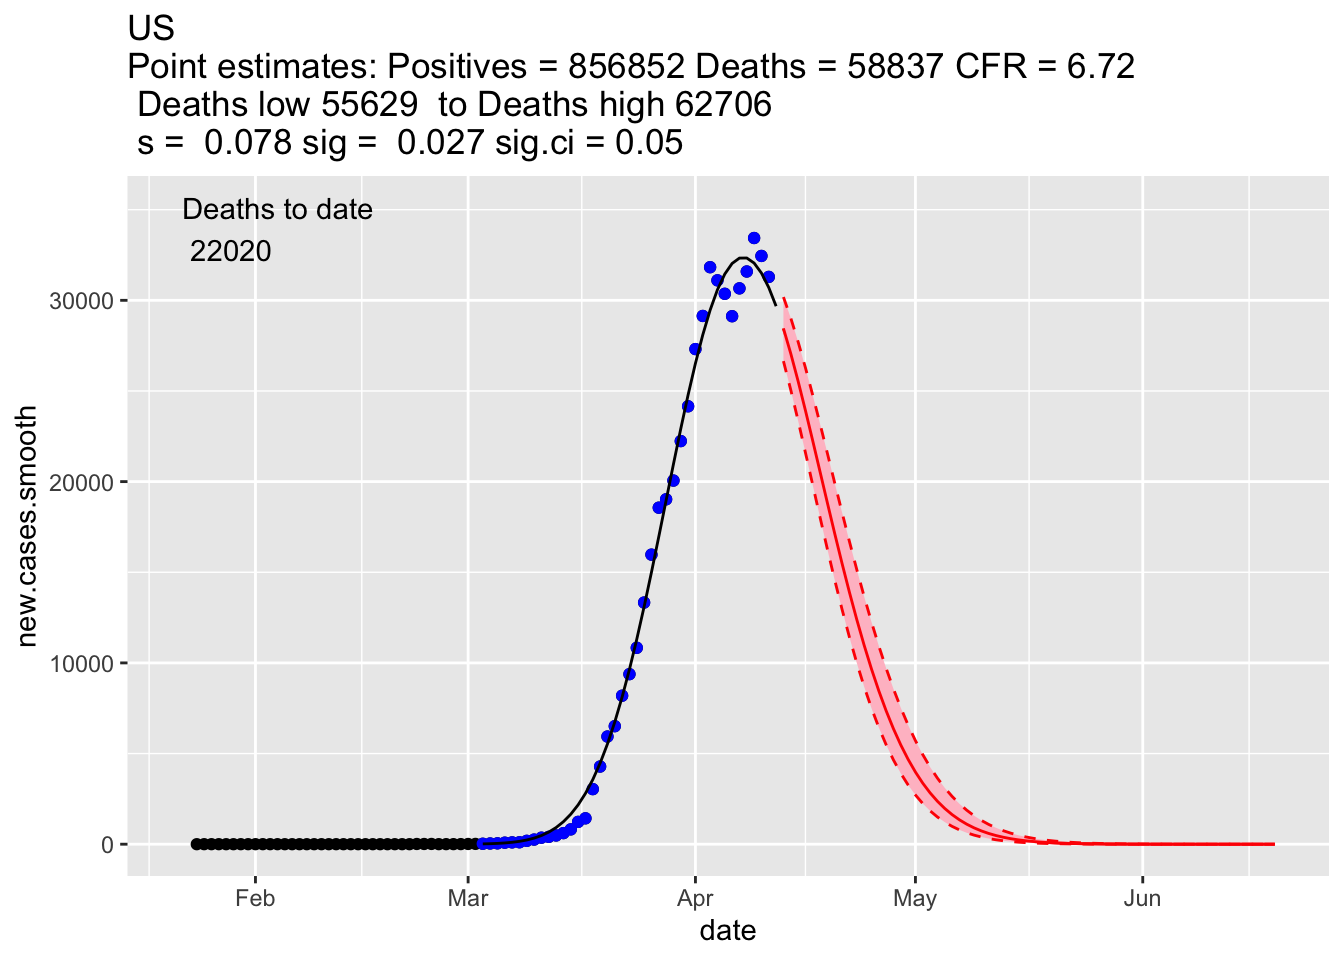 US
Point estimates: Positives = 856852 Deaths = 58837 CFR = 6.72
Deaths low 55629  to Deaths high 62706
s =  0.078 sig =  0.027 sig.ci = 0.05
Deaths to date
22020
30000
20000
10000
0
new.cases.smooth
Feb Mar Apr May Jun
date